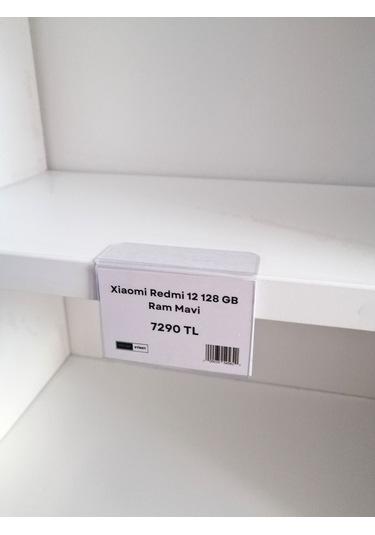 Xiaomi Redmi 12 128 GB
Ram Mavi
7290 TL